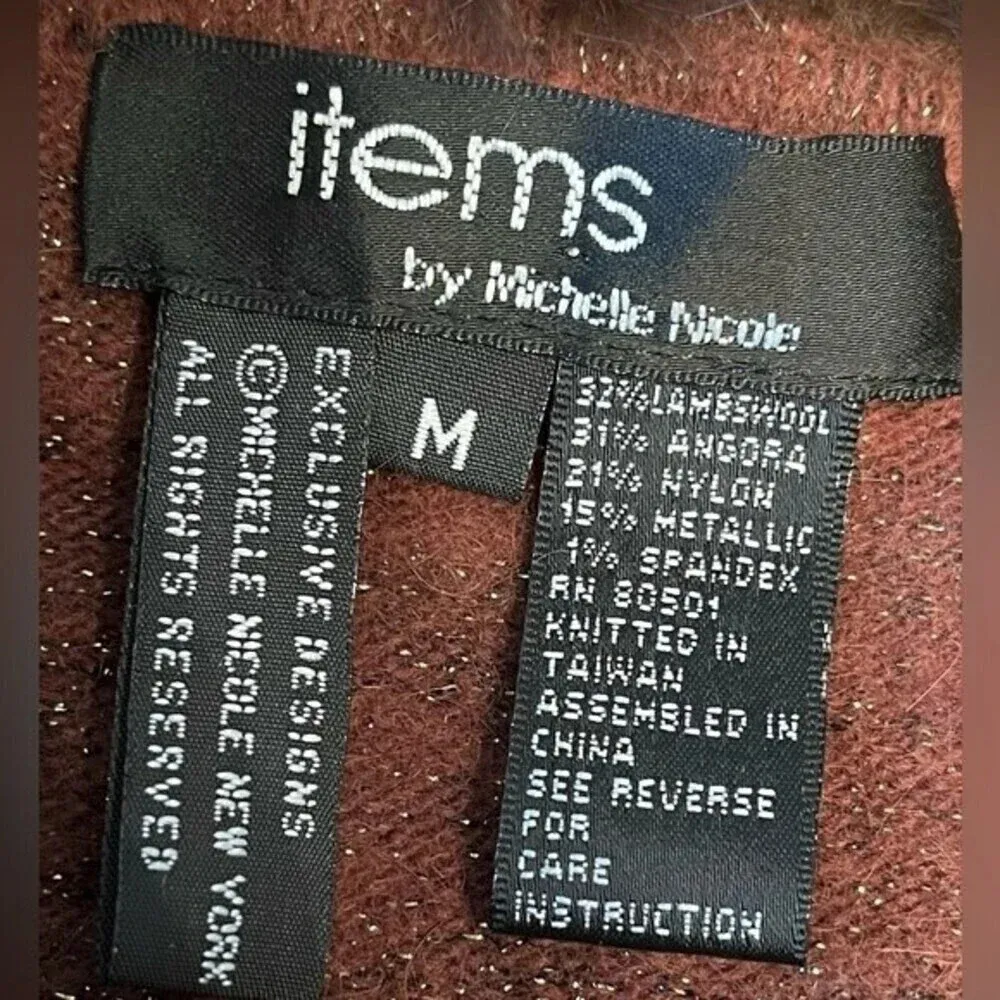 items
by Michelle Nicole
EXCLUSIVE DESIGNS
©MICHELLE NICOLE NEW YORK
ALL RIGHTS RESERVED
M
32% LAMBSWOOL
31% ANGORA
21% NYLON
15% METALLIC
1% SPANDEX
RN 80501
KNITTED IN
TAIWAN
ASSEMBLED IN
CHINA
SEE REVERSE
FOR
CARE
INSTRUCTION